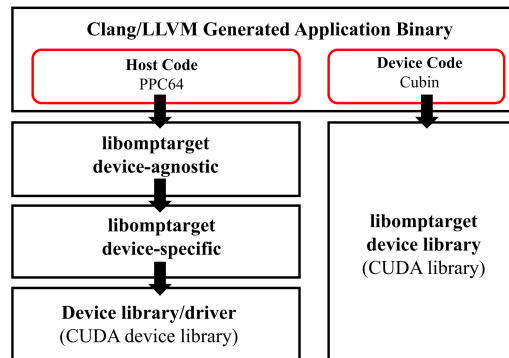 Clang/LLVM Generated Application Binary
Host Code
PPC64
Device Code
Cubin
libomptarget
device-agnostic
libomptarget
device-specific
Device library/driver
(CUDA device library)
libomptarget
device library
(CUDA library)